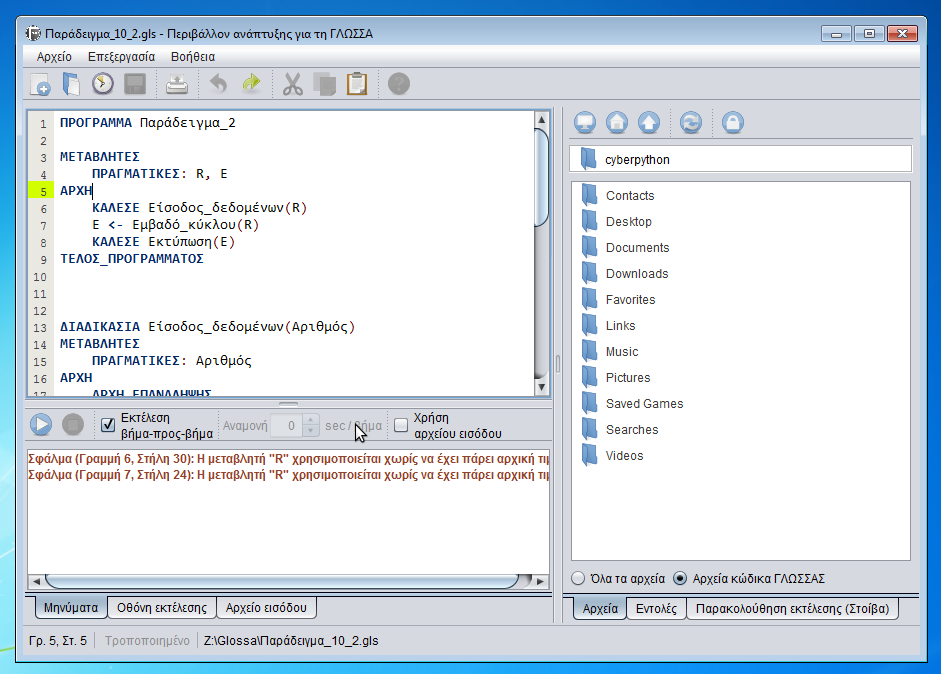 Παράδειγμα_10_2.gls - Περιβάλλον ανάπτυξης για τη ΓΛΩΣΣΑ
Αρχείο Επεξεργασία Βοήθεια
1 ΠΡΟΓΡΑΜΜΑ Παράδειγμα_2
2
3 ΜΕΤΑΒΛΗΤΕΣ
4 ΠΡΑΓΜΑΤΙΚΕΣ: R, E
5 ΑΡΧΗ
6 ΚΑΛΕΣΕ Είσοδος_δεδομένων(R)
7 E <- Εμβαδό_κύκλου(R)
8 ΚΑΛΕΣΕ Εκτύπωση(E)
9 ΤΕΛΟΣ_ΠΡΟΓΡΑΜΜΑΤΟΣ
10
11
12
13 ΔΙΑΔΙΚΑΣΙΑ Είσοδος_δεδομένων(Αριθμός)
14 ΜΕΤΑΒΛΗΤΕΣ
15 ΠΡΑΓΜΑΤΙΚΕΣ: Αριθμός
16 ΑΡΧΗ
17 ΑΡΧΗ_ΕΠΑΝΑΛΗΨΗΣ
Εκτέλεση
βήμα-προς-βήμα
Αναμονή 0 sec /
Χρήση
αρχείου εισόδου
Σφάλμα (Γραμμή 6, Στήλη 30): Η μεταβλητή "R" χρησιμοποιείται χωρίς να έχει πάρει αρχική
Σφάλμα (Γραμμή 7, Στήλη 24): Η μεταβλητή "R" χρησιμοποιείται χωρίς να έχει πάρει αρχική
Μηνύματα Οθόνη εκτέλεσης Αρχείο εισόδου
cyberpython
Contacts
Desktop
Documents
Downloads
Favorites
Links
Music
Pictures
Saved Games
Searches
Videos
Όλα τα αρχεία Αρχεία κώδικα ΓΛΩΣΣΑΣ
Αρχεία Εντολές Παρακολούθηση εκτέλεσης (Στοίβα)
Γρ. 5, Στ. 5 Τροποποιημένο Z:\Glossa\Παράδειγμα_10_2.gls